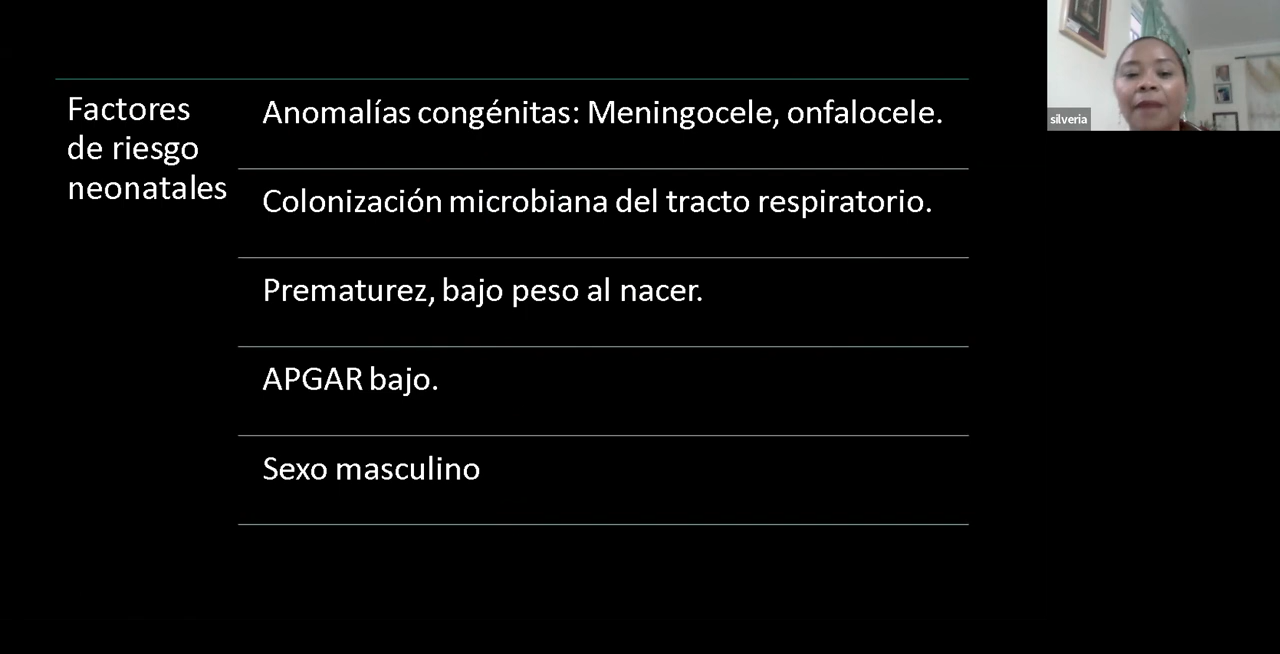 Factores
de riesgo
neonatales
Anomalías congénitas: Meningocele, onfalocele.
Colonización microbiana del tracto respiratorio.
Prematurez, bajo peso al nacer.
APGAR bajo.
Sexo masculino
silveria